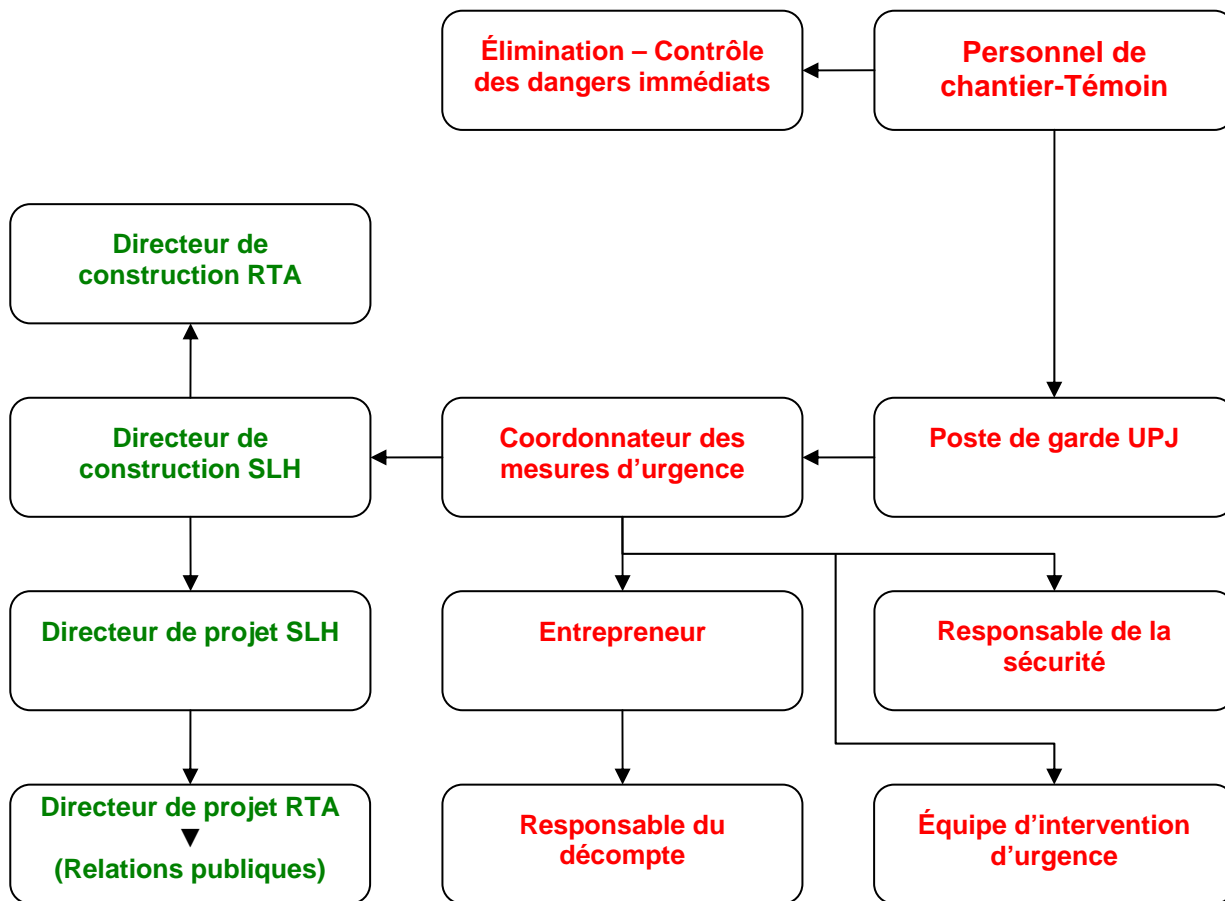 Élimination – Contrôle
des dangers immédiats
Personnel de
chantier-Témoin
Directeur de
construction RTA
Directeur de
construction SLH
Coordonnateur des
mesures d’urgence
Poste de garde UPJ
Directeur de projet SLH
Entrepreneur
Responsable de la
sécurité
Directeur de projet RTA
(Relations publiques)
Responsable du
décompte
Équipe d’intervention
d’urgence